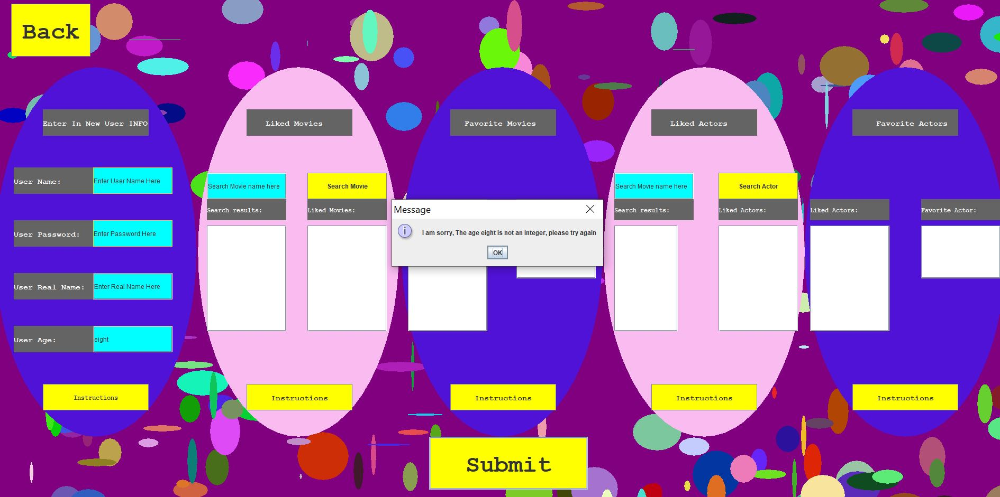 Back
Enter In New User INFO
Liked Movies
Favorite Movies
Liked Actors
Favorite Actors
User Name:
Enter User Name Here
User Password:
Enter Password Here
User Real Name:
Enter Real Name Here
User Age:
eight
Instructions
Search Movie name here
Search Movie
Search results:
Liked Movies:
Instructions
Message
I am sorry, The age eight is not an Integer, please try again
OK
Instructions
Search Movie name here
Search Actor
Search results:
Liked Actors:
Instructions
Liked Actors:
Favorite Actor:
Instructions
Submit